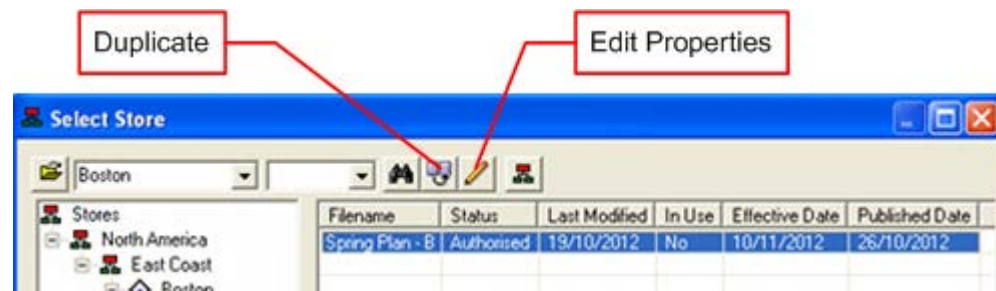 Duplicate
Edit Properties
Select Store
Boston
Stores
North America
East Coast
Boston
Filename Status Last Modified In Use Effective Date Published Date
Spring Plan - B Authorised 19/10/2012 No 10/11/2012 26/10/2012